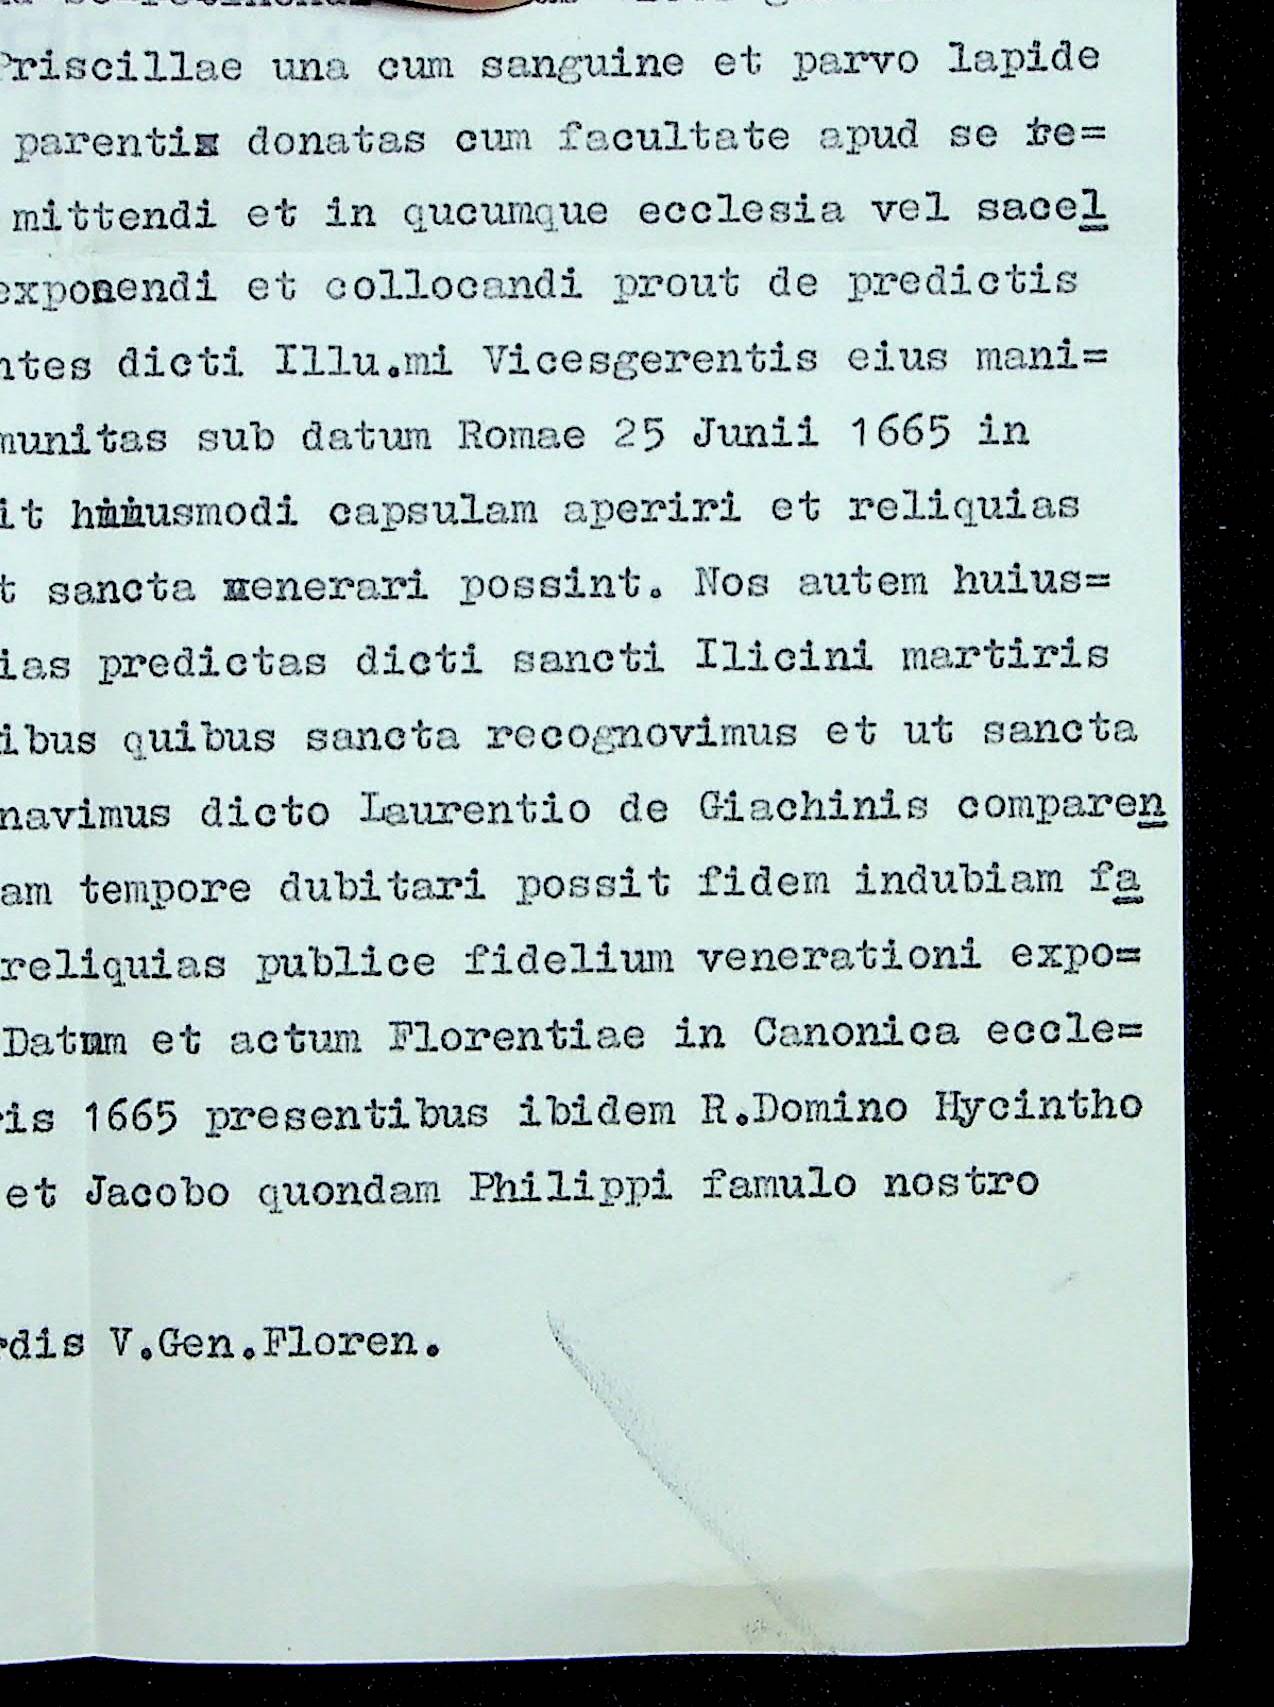 Priscillae una cum sanguine et parvo lapide
parentis donatas cum facultate apud se re=
mittendi et in qucumque ecclesia vel sacel
exponendi et collocandi prout de predictis
ntes dicti Illu.mi Vicesgerentis eius mani=
munitas sub datum Romae 25 Junii 1665 in
it huiusmodi capsulam aperiri et reliquias
t sancta venerari possint. Nos autem huius=
ias predictas dicti sancti Ilicini martiris
ibus quibus sancta recognovimus et ut sancta
navimus dicto Laurentio de Giachinis comparen
am tempore dubitari possit fidem indubiam fa
reliquias publice fidelium venerationi expo=
Datum et actum Florentiae in Canonica eccle=
ris 1665 presentibus ibidem R.Domino Hycintho
et Jacobo quondam Philippi famulo nostro
rdis V.Gen.Floren.